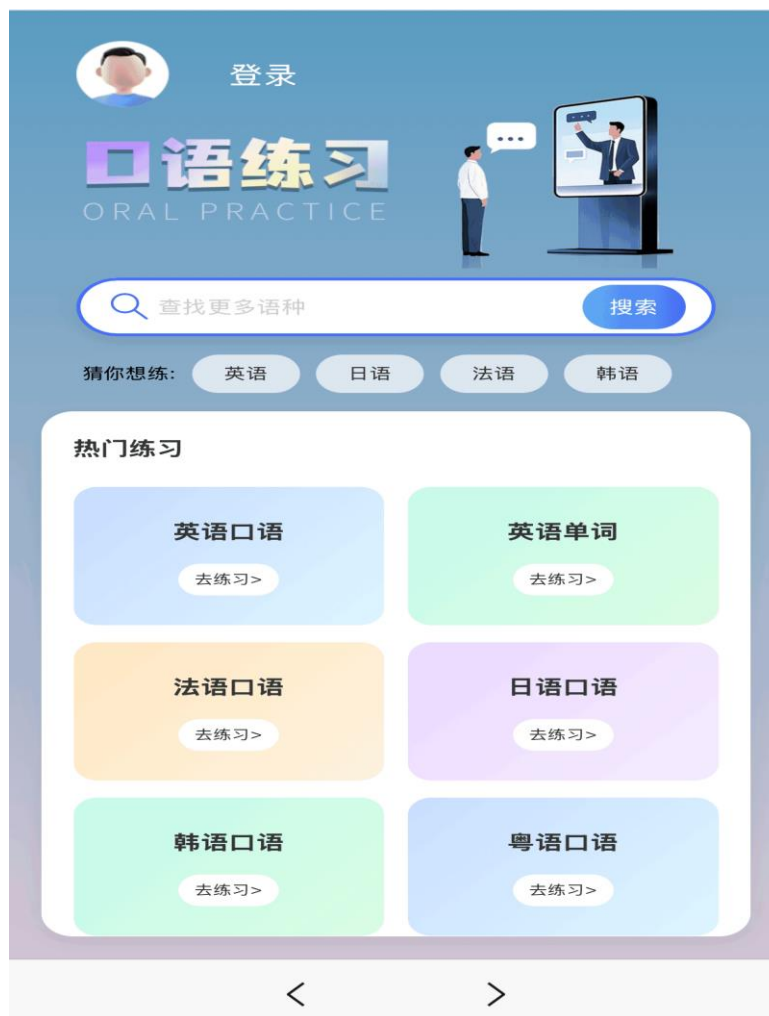 登录
口语练习
ORAL PRACTICE
查找更多语种
搜索
猜你想练: 英语 日语 法语 韩语
热门练习
英语口语 英语单词
去练习> 去练习>
法语口语 日语口语
去练习> 去练习>
韩语口语 粤语口语
去练习> 去练习>